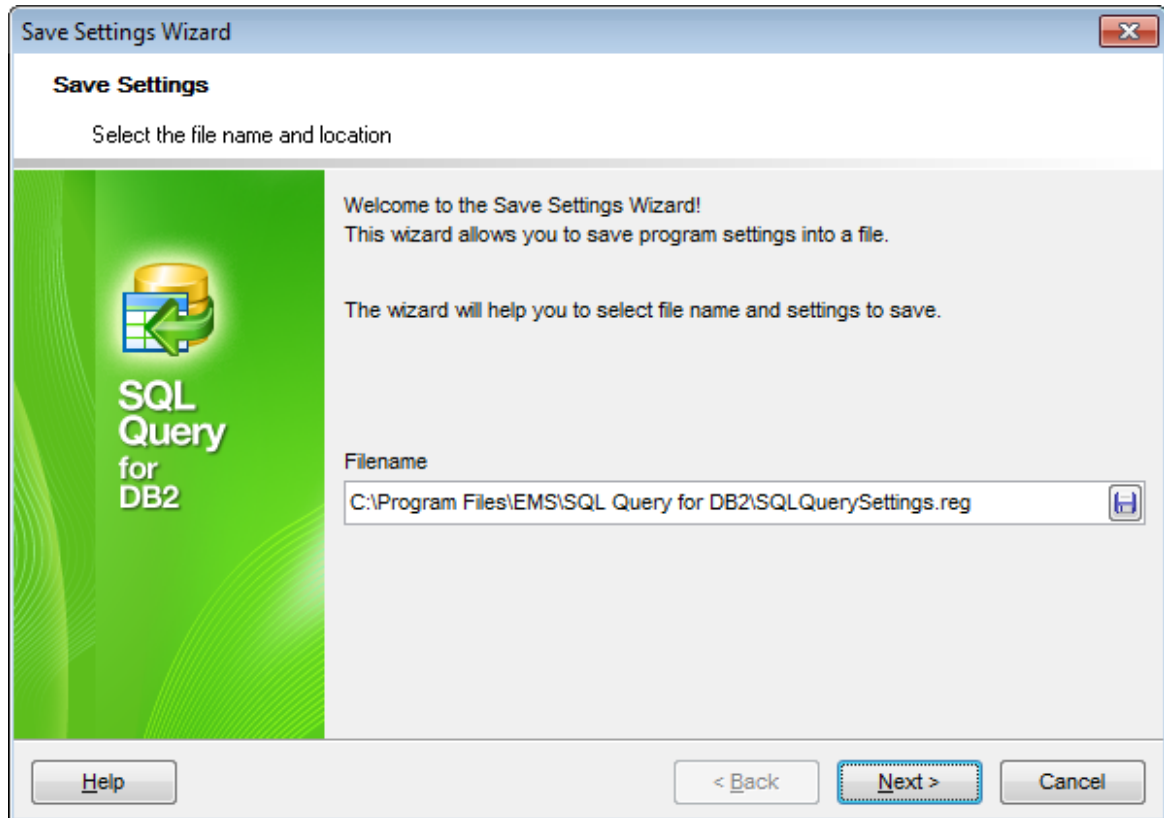 Save Settings Wizard
Save Settings
Select the file name and location
Welcome to the Save Settings Wizard!
This wizard allows you to save program settings into a file.
The wizard will help you to select file name and settings to save.
SQL
Query
for
DB2
Filename
C:\Program Files\EMS\SQL Query for DB2\SQLQuerySettings.reg
Help
< Back
Next >
Cancel